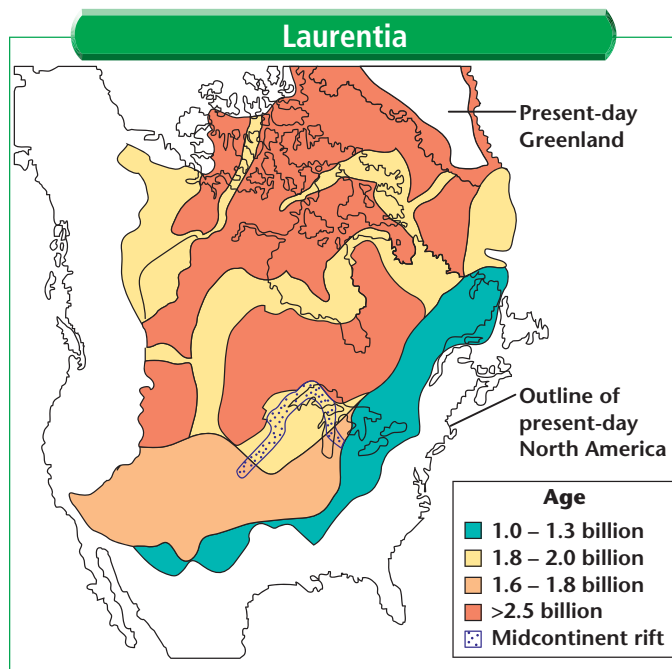 Laurentia
Present-day
Greenland
Outline of
present-day
North America
Age
1.0 – 1.3 billion
1.8 – 2.0 billion
1.6 – 1.8 billion
>2.5 billion
Midcontinent rift